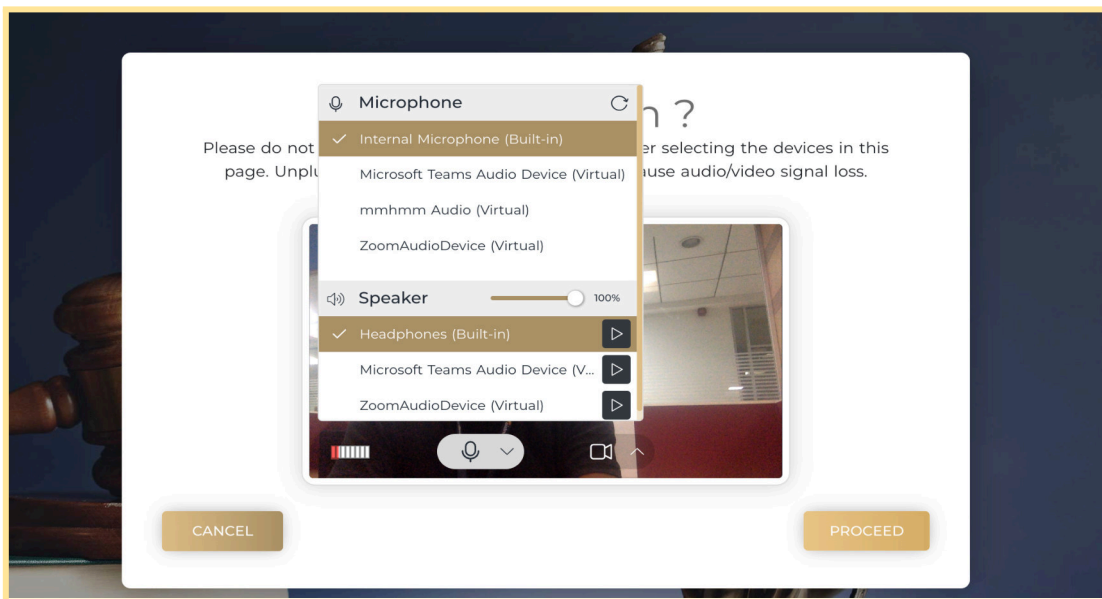 Microphone
n ?
Internal Microphone (Built-in)
Please do not er selecting the devices in this
Microsoft Teams Audio Device (Virtual)
page. Unplu use audio/video signal loss.
mmhmm Audio (Virtual)
ZoomAudioDevice (Virtual)
Speaker 100%
Headphones (Built-in)
Microsoft Teams Audio Device (V...
ZoomAudioDevice (Virtual)
CANCEL PROCEED